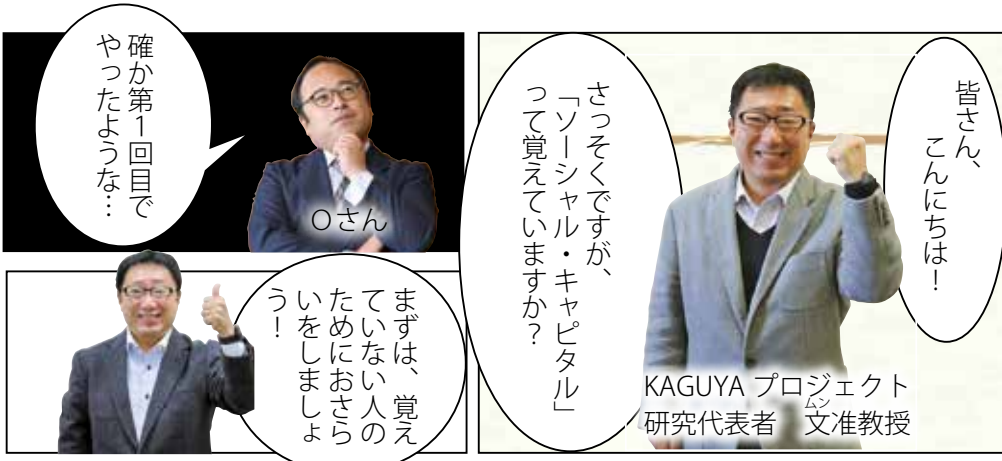 皆さん、
こんにちは！
さっそくですが、
「ソーシャル・キャピタル」
って覚えていますか？
KAGUYA プロジェクト
研究代表者　文准教授
ムン
確か第１回目で
やったような…
Oさん
まずは、覚え
ていない人の
ためにおさら
いをしましょ
う！